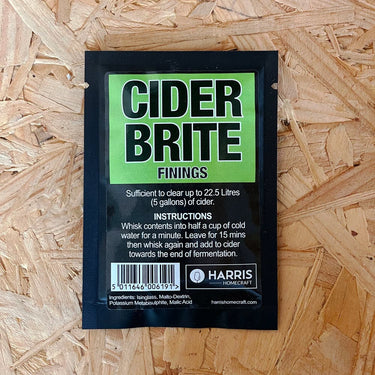 CIDER
BRITE
FININGS
Sufficient to clear up to 22.5 Litres
(5 gallons) of cider.
INSTRUCTIONS
Whisk contents into half a cup of cold
water for a minute. Leave for 15 mins
then whisk again and add to cider
towards the end of fermentation.
5 011646 006191 >
HARRIS
HOMECRAFT
Ingredients: Isinglass, Malto-Dextrin,
Potassium Metabisulphite, Malic Acid
harrishomecraft.com